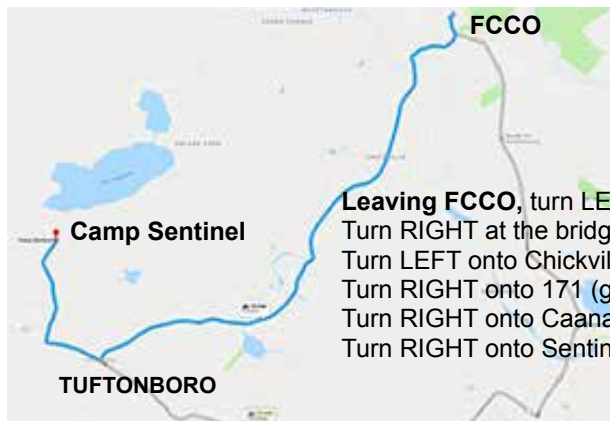 FCCO
Camp Sentinel
Leaving FCCO, turn LE
Turn RIGHT at the bridg
Turn LEFT onto Chickvil
Turn RIGHT onto 171 (g
Turn RIGHT onto Caana
Turn RIGHT onto Sentin
TUFTONBORO